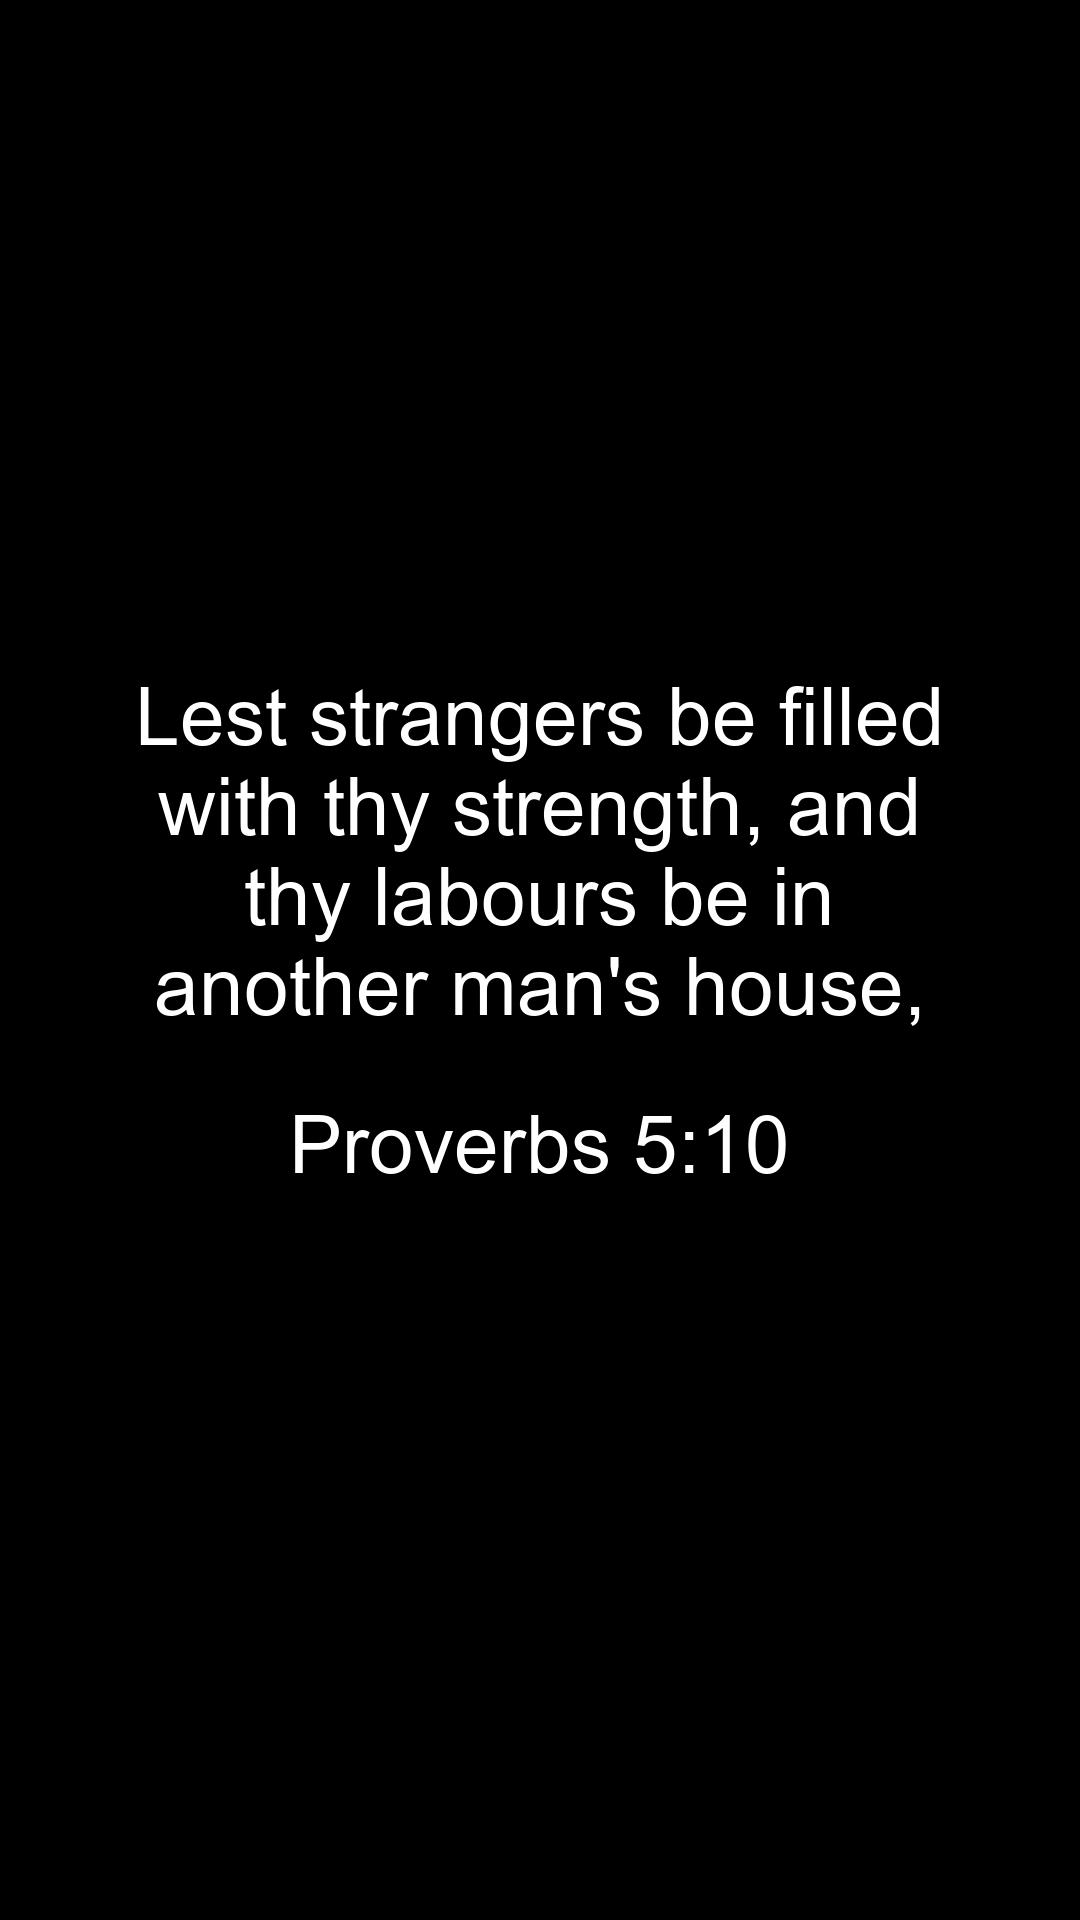 Lest strangers be filled
with thy strength, and
thy labours be in
another man's house,
Proverbs 5:10